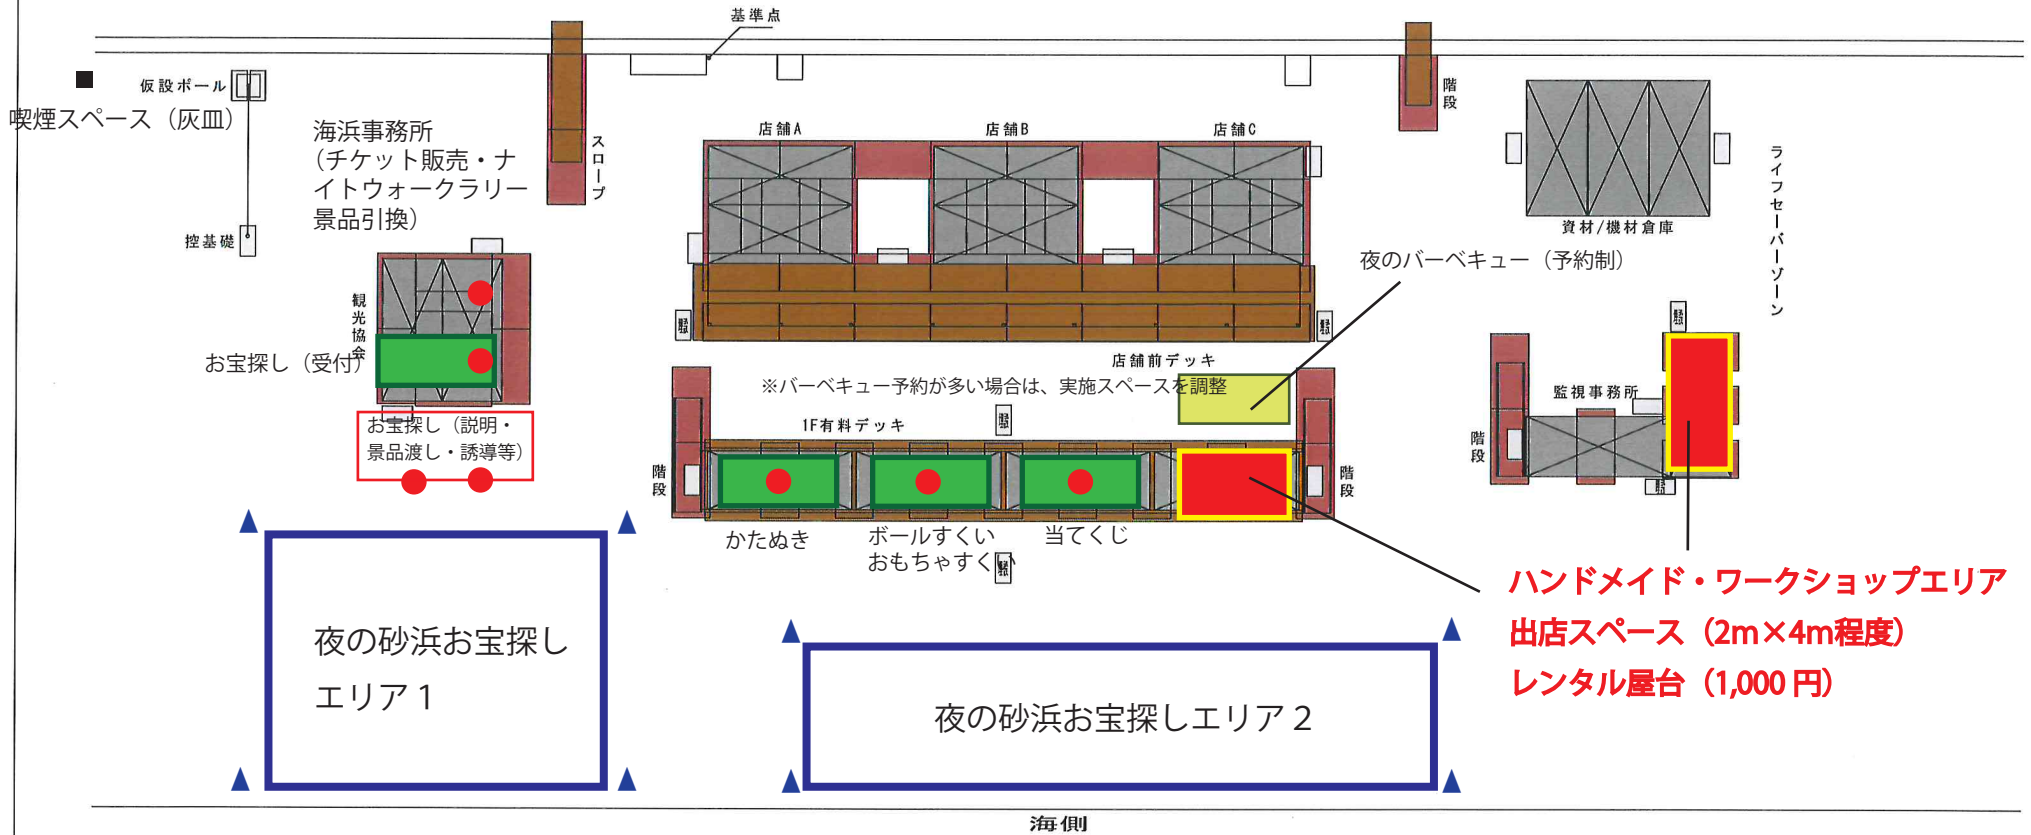 基準点
仮設ポール
喫煙スペース（灰皿）
海浜事務所
（チケット販売・ナ
イトウォークラリー
景品引換）
スロープ
店舗A
店舗B
店舗C
階段
資材/機材倉庫
ライフセーバーゾーン
控基礎
夜のバーベキュー（予約制）
観光協会
お宝探し（受付）
店舗前デッキ
※バーベキュー予約が多い場合は、実施スペースを調整
監視事務所
お宝探し（説明・
景品渡し・誘導等）
1F有料デッキ
階段
階段
階段
かたぬき
ボールすくい
おもちゃすくい
当てくじ
ハンドメイド・ワークショップエリア
出店スペース（2m×4m程度）
レンタル屋台（1,000 円）
夜の砂浜お宝探し
エリア１
夜の砂浜お宝探しエリア２
海側